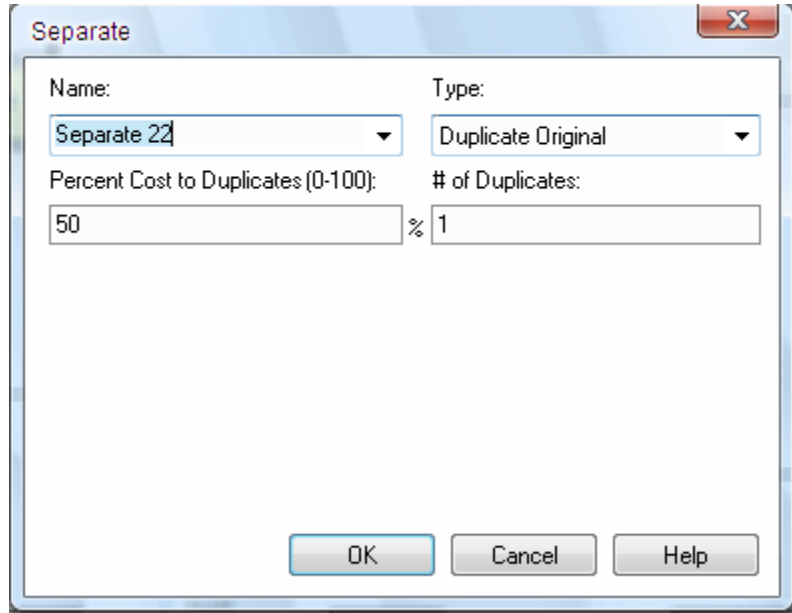 Separate
Name: Type:
Separate 22 Duplicate Original
Percent Cost to Duplicates (0-100): # of Duplicates:
50 % 1
OK Cancel Help